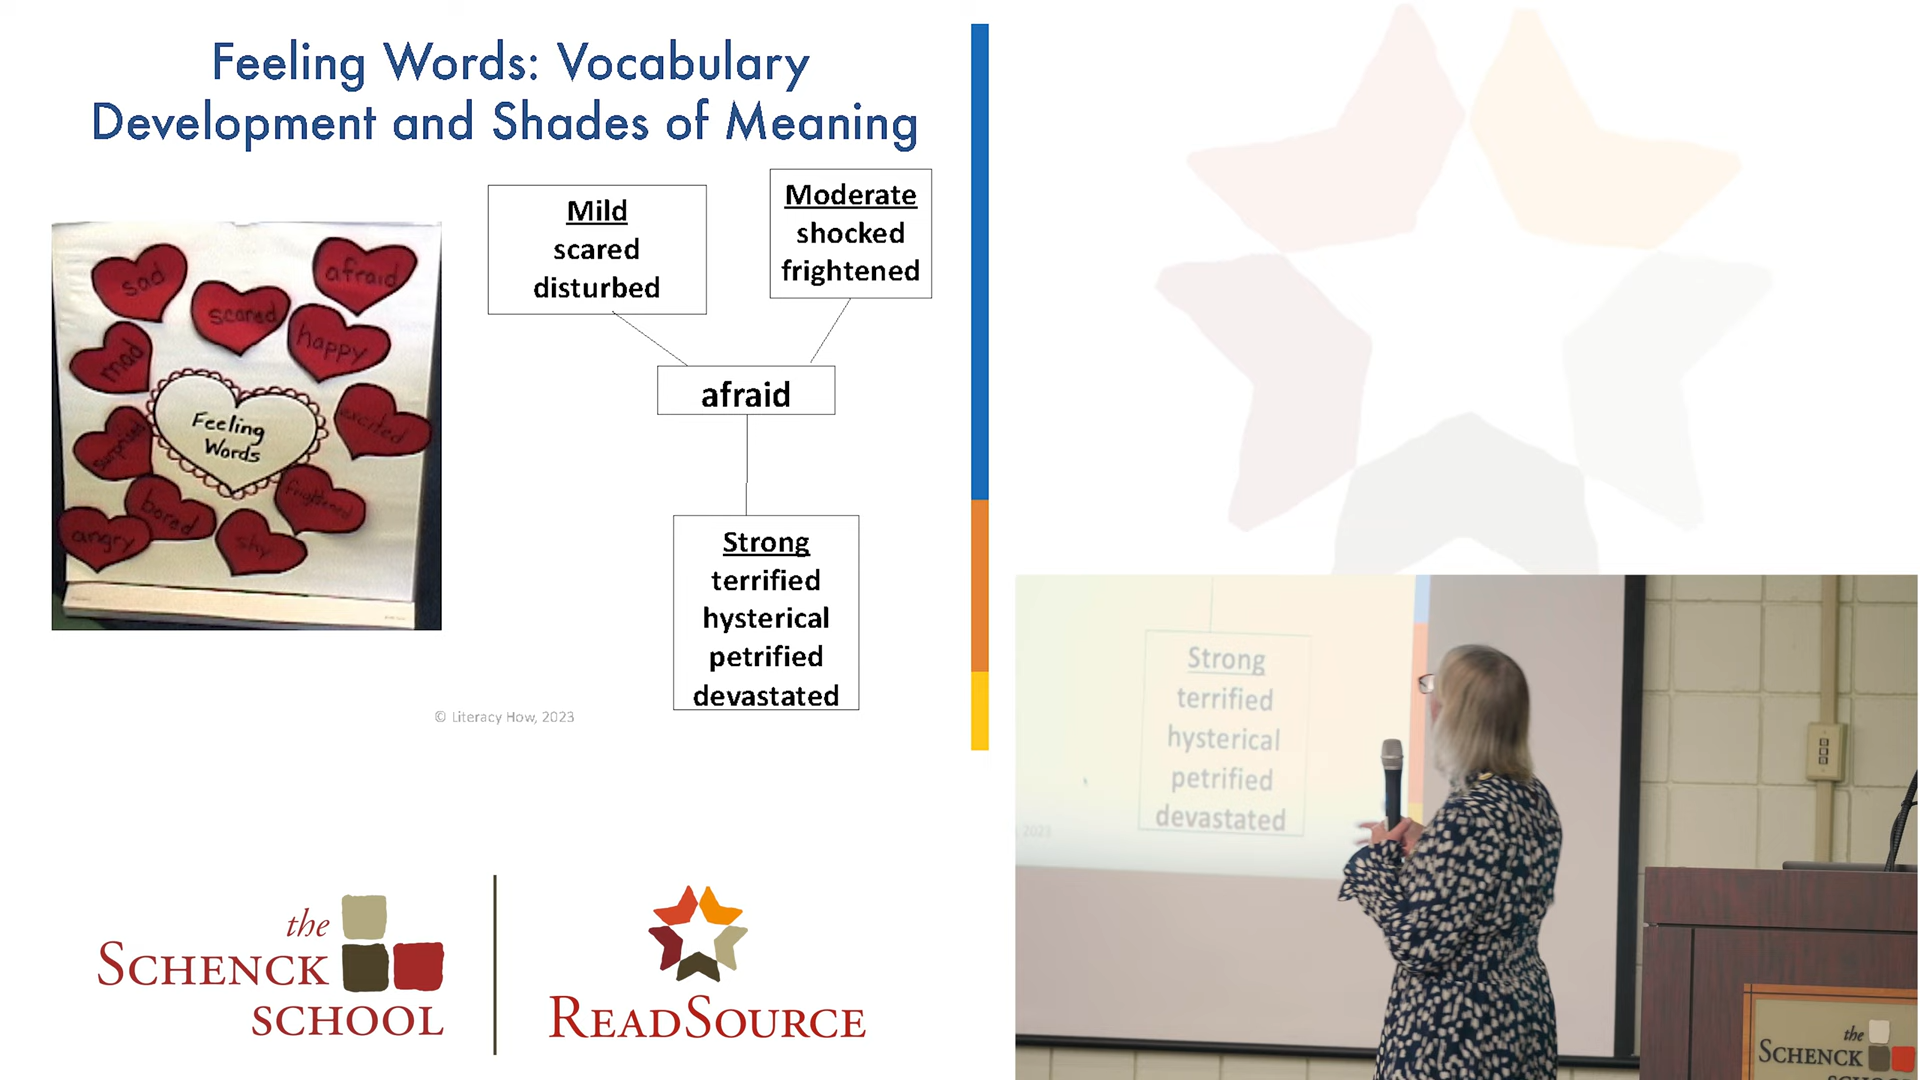 Feeling Words: Vocabulary
Development and Shades of Meaning
Mild
scared
disturbed
Moderate
shocked
frightened
afraid
Strong
terrified
hysterical
petrified
devastated
sad
scared
afraid
happy
mad
Feeling
Words
excited
surprised
bored
frightened
angry
shy
© Literacy How, 2023
the
SCHENCK
SCHOOL
READSOURCE
Strong
terrified
hysterical
petrified
devastated
2023
the
SCHENCK